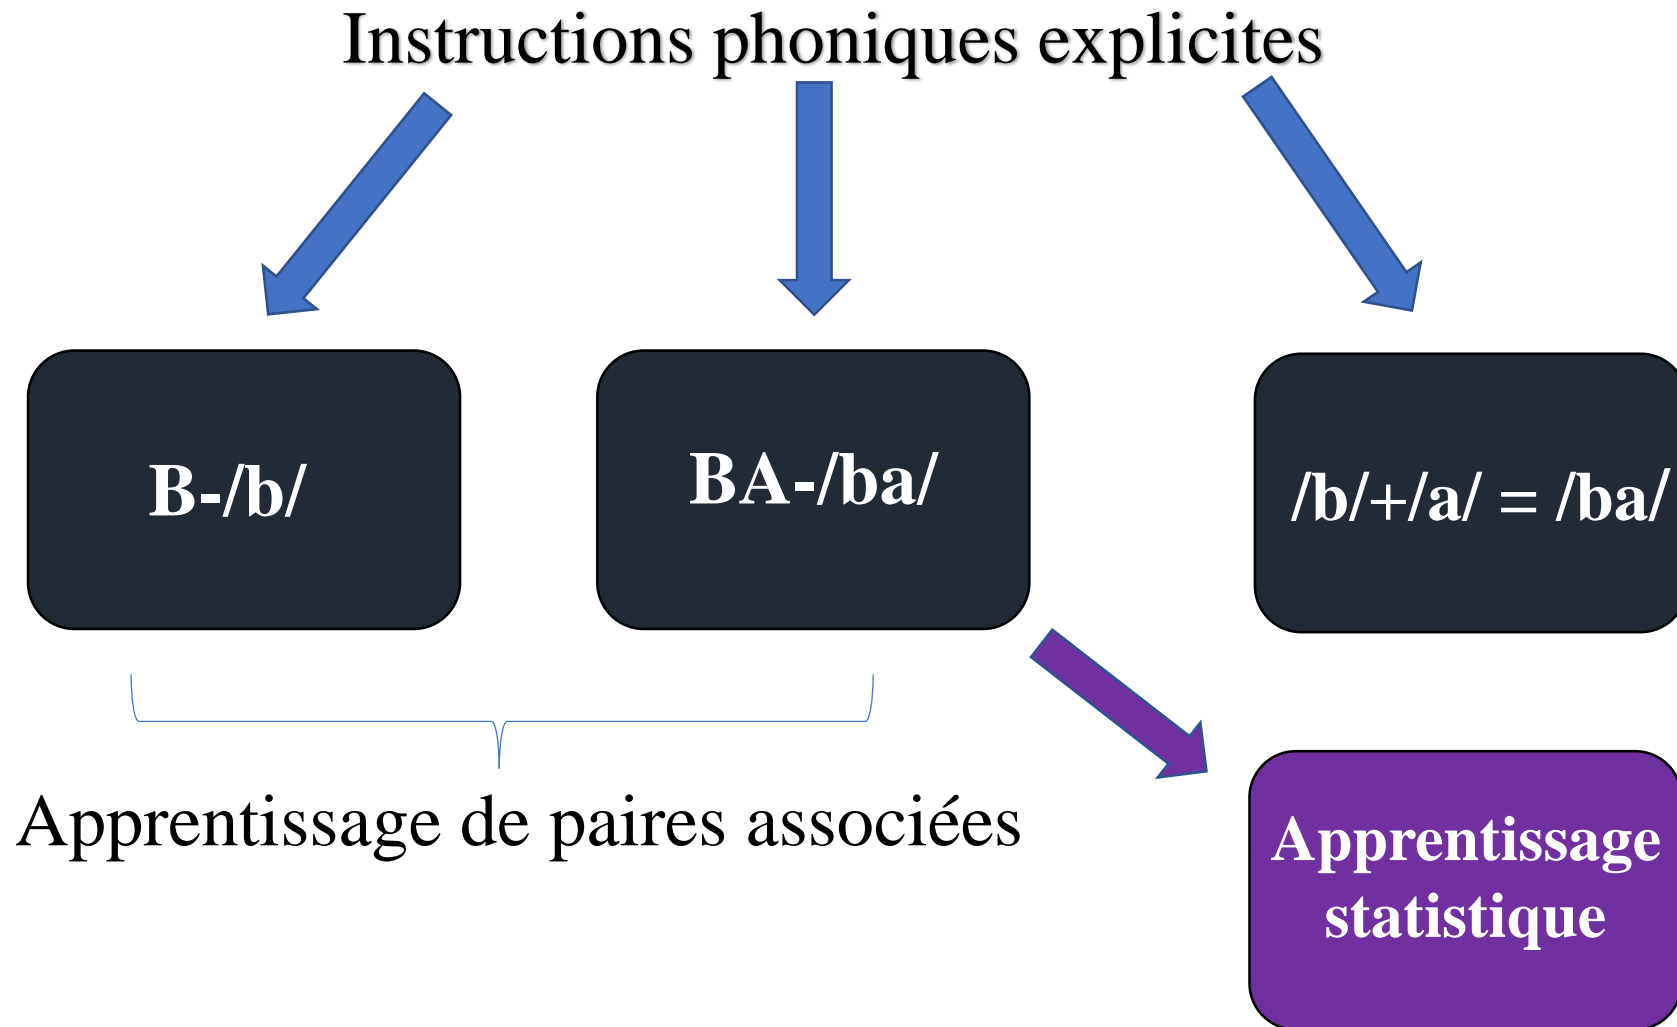 Instructions phoniques explicites
B-/b/
BA-/ba/
/b/+/a/ = /ba/
Apprentissage de paires associées
Apprentissage
statistique